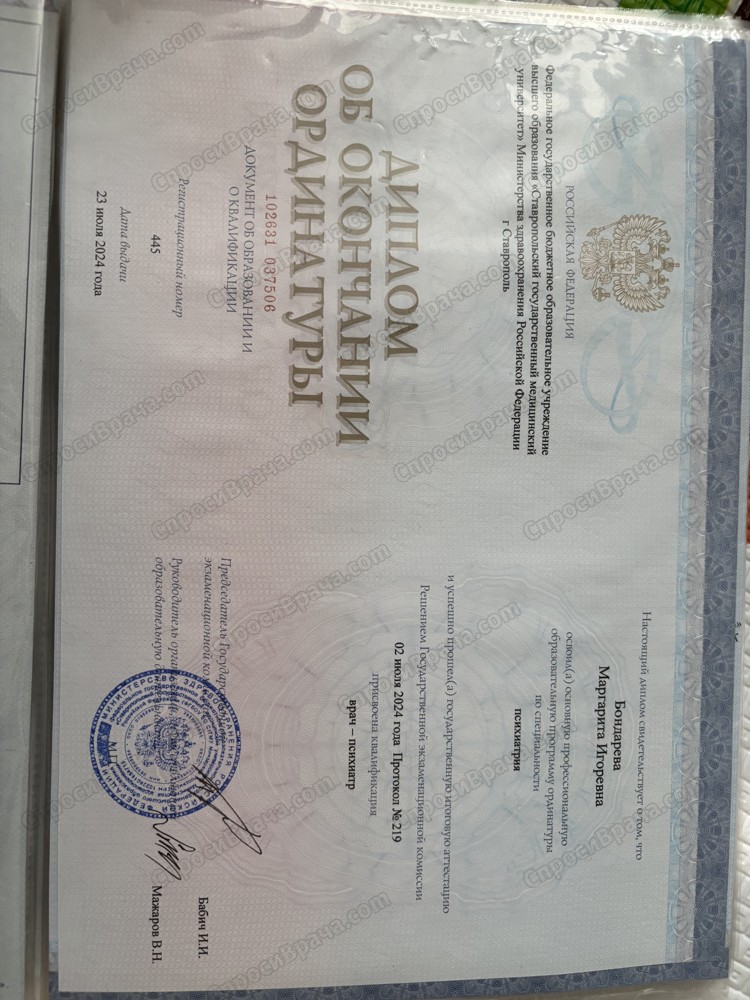 РОССИЙСКАЯ ФЕДЕРАЦИЯ
Федеральное государственное бюджетное образовательное учреждение
высшего образования «Ставропольский государственный медицинский
университет» Министерства здравоохранения Российской Федерации
г Ставрополь
ДИПЛОМ
ОБ ОКОНЧАНИИ
ОРДИНАТУРЫ
102631 037506
ДОКУМЕНТ ОБ ОБРАЗОВАНИИ И
О КВАЛИФИКАЦИИ
Регистрационный номер
445
Дата выдачи
23 июля 2024 года
Настоящий диплом свидетельствует о том, что
Бондарева
Маргарита Игоревна
освоил(а) основную профессиональную
образовательную программу ординатуры
по специальности
психиатрия
и успешно прошел(а) государственную итоговую аттестацию
Решением Государственной экзаменационной комиссии
02 июля 2024 года Протокол № 219
присвоена квалификация
врач – психиатр
Председатель
экзаменационной
Бабич И.И.
Руководитель
образовательную
Мажаров В.Н.
М.П.
СпросиВрача.com